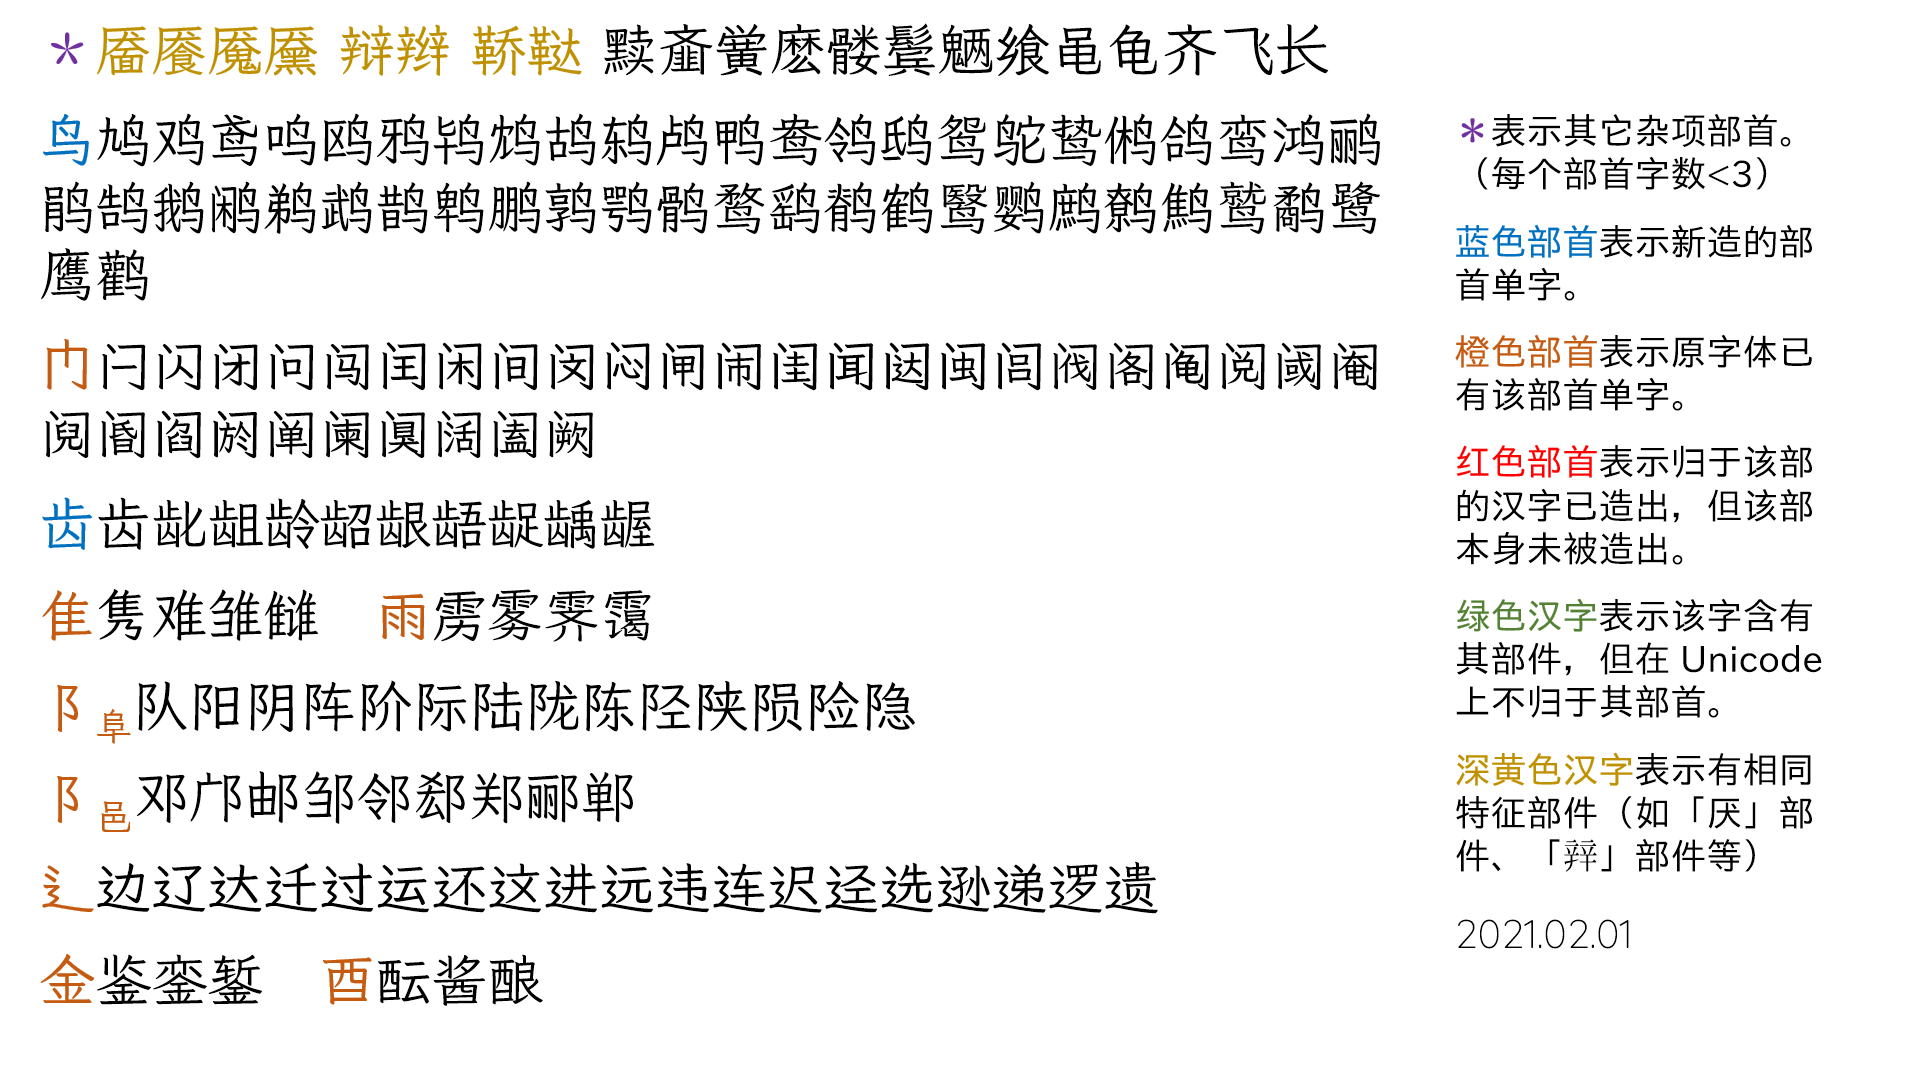 *靥餍魇黡 辩辫 鞒鞑 黩齑黉麽髅鬓魉飨黾龟齐飞长
鸟鸠鸡鸢鸣鸥鸦鸨鸩鸪鸫鸬鸭鸯鸰鸱鸳鸵鸷鸺鸽鸾鸿鹂
鹃鹄鹅鹇鹈鹉鹊鹌鹏鹑鹗鹘鹜鹞鹡鹤鹥鹦鹧鹩鹪鹫鹬鹭
鹰鹳
门闩闪闭问闯闰闲间闵闷闸闹闺闻闼闽闾阀阁阄阅阈阉
阋阍阎阏阐阑阒阔阖阙
齿齿龀龃龄龆龈龉龊龋龌
隹隽难雏雠 雨雳雾霁霭
阝阜队阳阴阵阶际陆陇陈陉陕陨险隐
阝邑邓邝邮邹邻郄郑郦郸
辶边辽达迁过运还这进远违连迟迳选逊递逻遗
金鉴銮錾 酉酝酱酿
*表示其它杂项部首。
（每个部首字数<3）
蓝色部首表示新造的部
首单字。
橙色部首表示原字体已
有该部首单字。
红色部首表示归于该部
的汉字已造出，但该部
本身未被造出。
绿色汉字表示该字含有
其部件，但在 Unicode
上不归于其部首。
深黄色汉字表示有相同
特征部件（如「厌」部
件、「辡」部件等）
2021.02.01